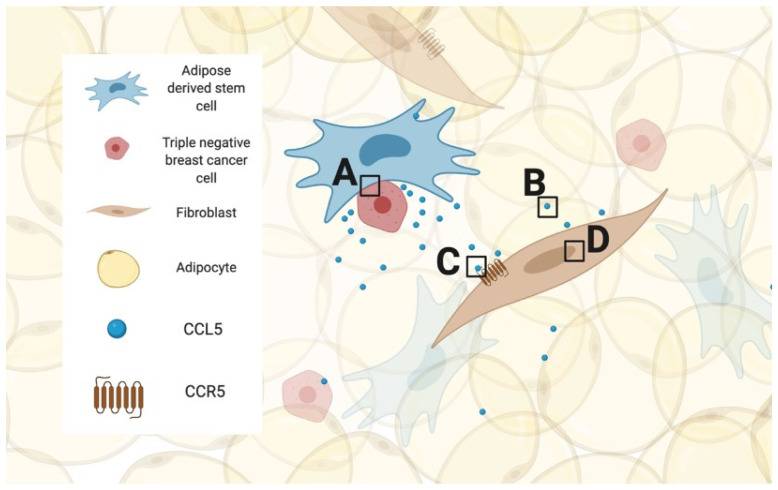 Adipose
derived stem
cell
Triple negative
breast cancer
cell
Fibroblast
Adipocyte
CCL5
CCR5
A
B
C
D